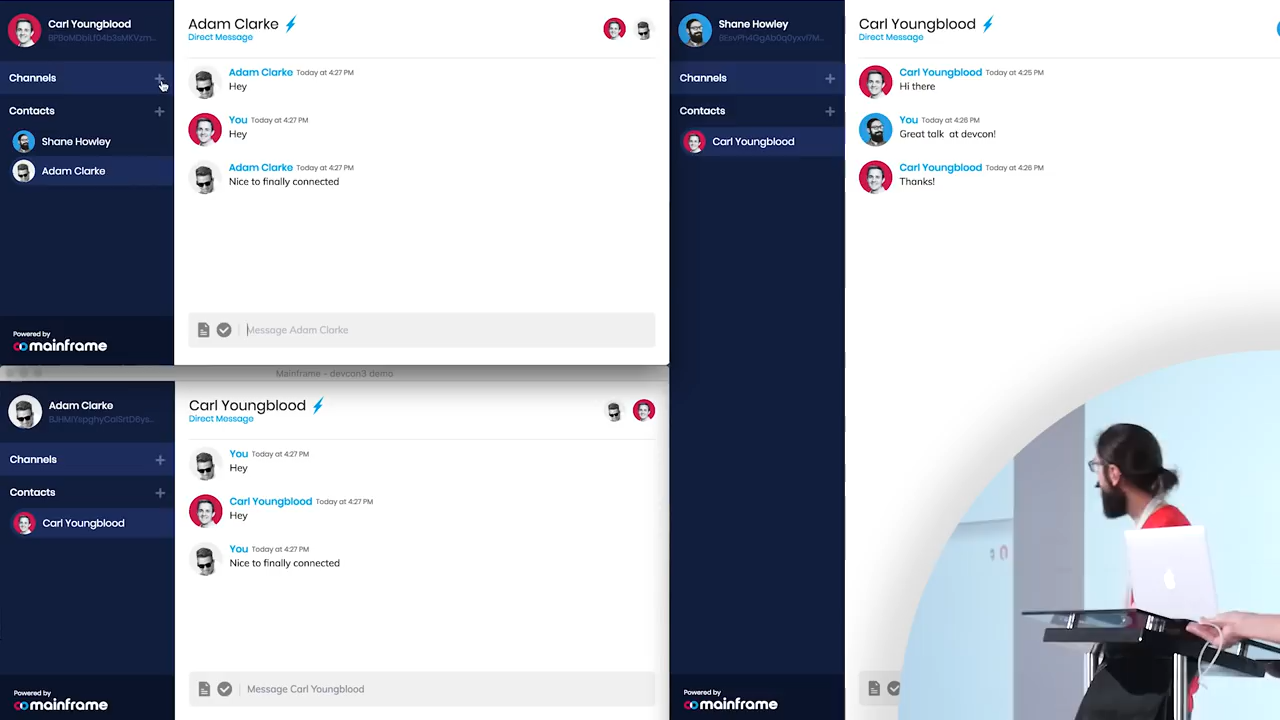 Carl Youngblood
Channels
Contacts
Shane Howley
Adam Clarke
Powered by
mainframe
Adam Clarke
Direct Message
Adam Clarke Today at 4:27 PM
Hey
You Today at 4:27 PM
Hey
Adam Clarke Today at 4:27 PM
Nice to finally connected
Message Adam Clarke
Mainframe - devcon3 demo
Adam Clarke
Channels
Contacts
Carl Youngblood
Powered by
mainframe
Carl Youngblood
Direct Message
You Today at 4:27 PM
Hey
Carl Youngblood Today at 4:27 PM
Hey
You Today at 4:27 PM
Nice to finally connected
Message Carl Youngblood
Shane Howley
Channels
Contacts
Carl Youngblood
Powered by
mainframe
Carl Youngblood
Direct Message
Carl Youngblood Today at 4:25 PM
Hi there
You Today at 4:26 PM
Great talk at devcon!
Carl Youngblood Today at 4:26 PM
Thanks!